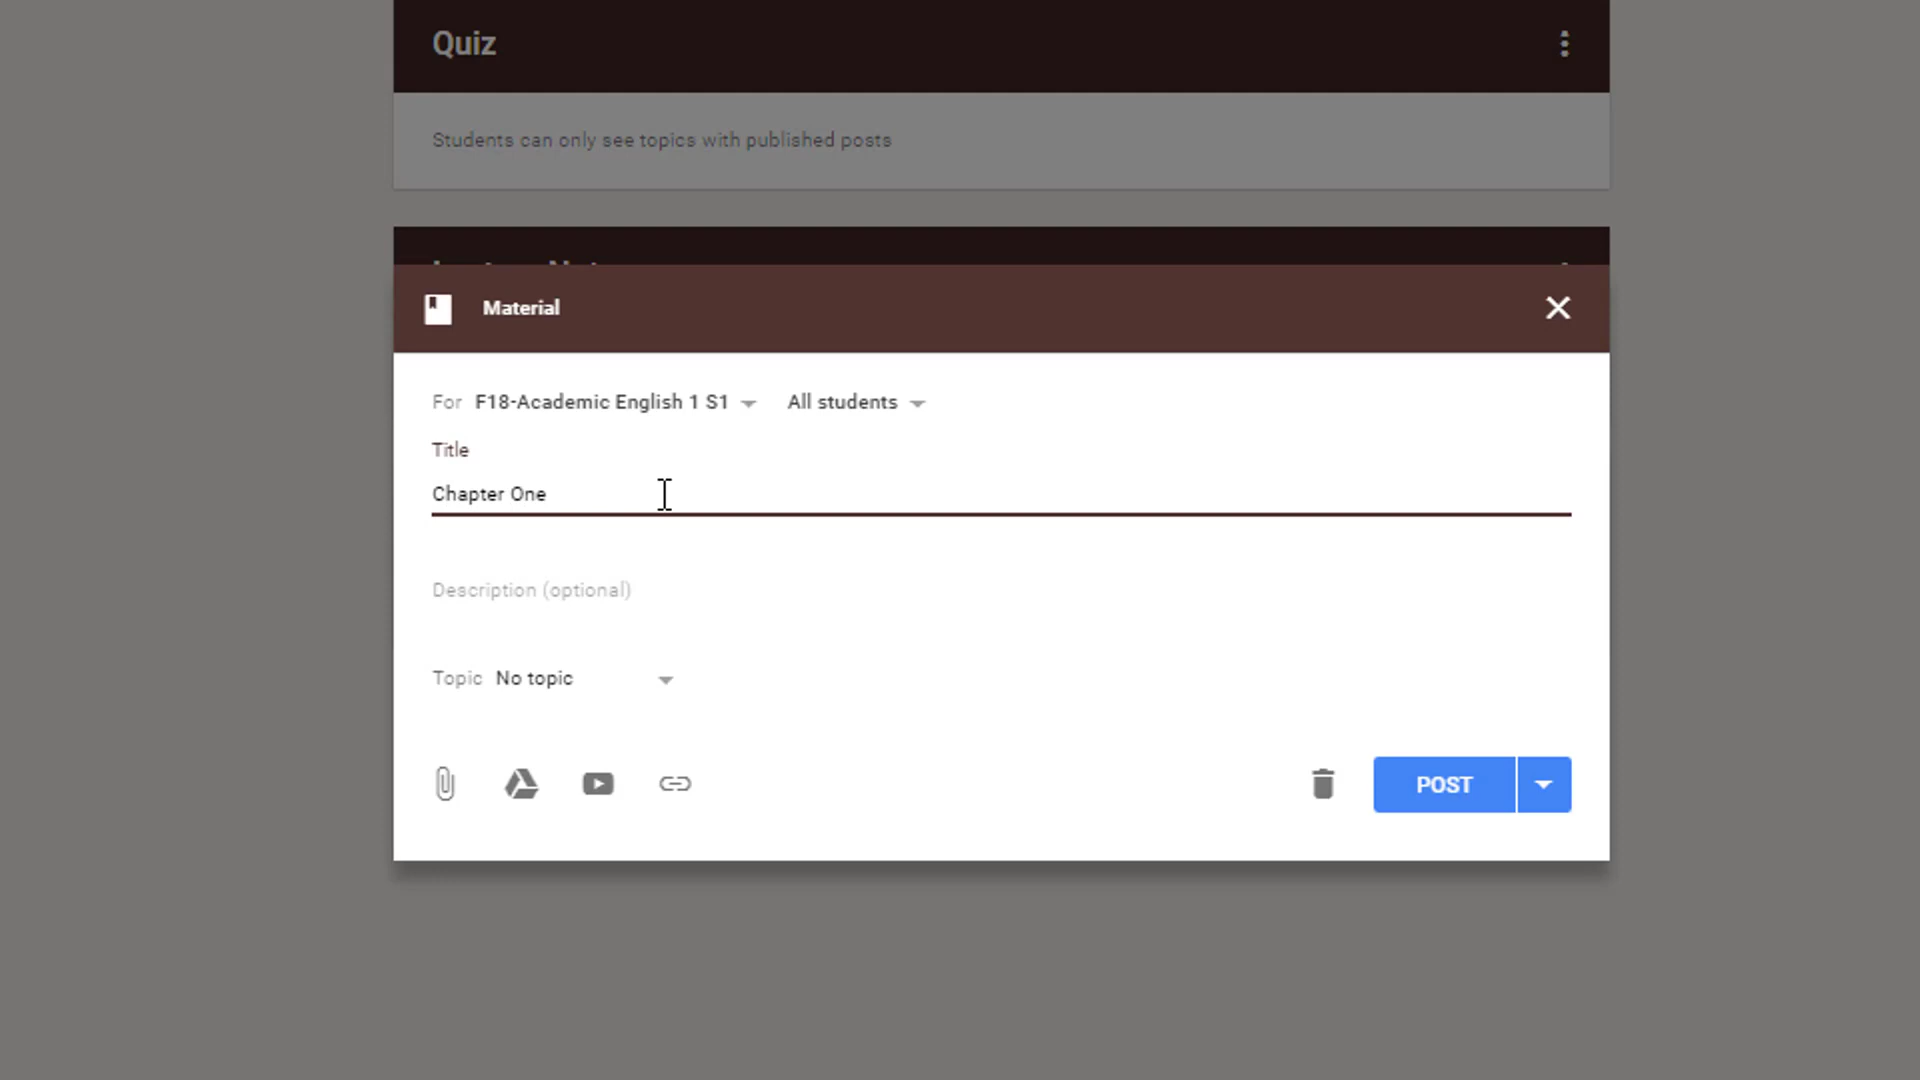 Quiz
Students can only see topics with published posts
Material
For F18-Academic English 1 S1 All students
Title
Chapter One
Description (optional)
Topic No topic
POST